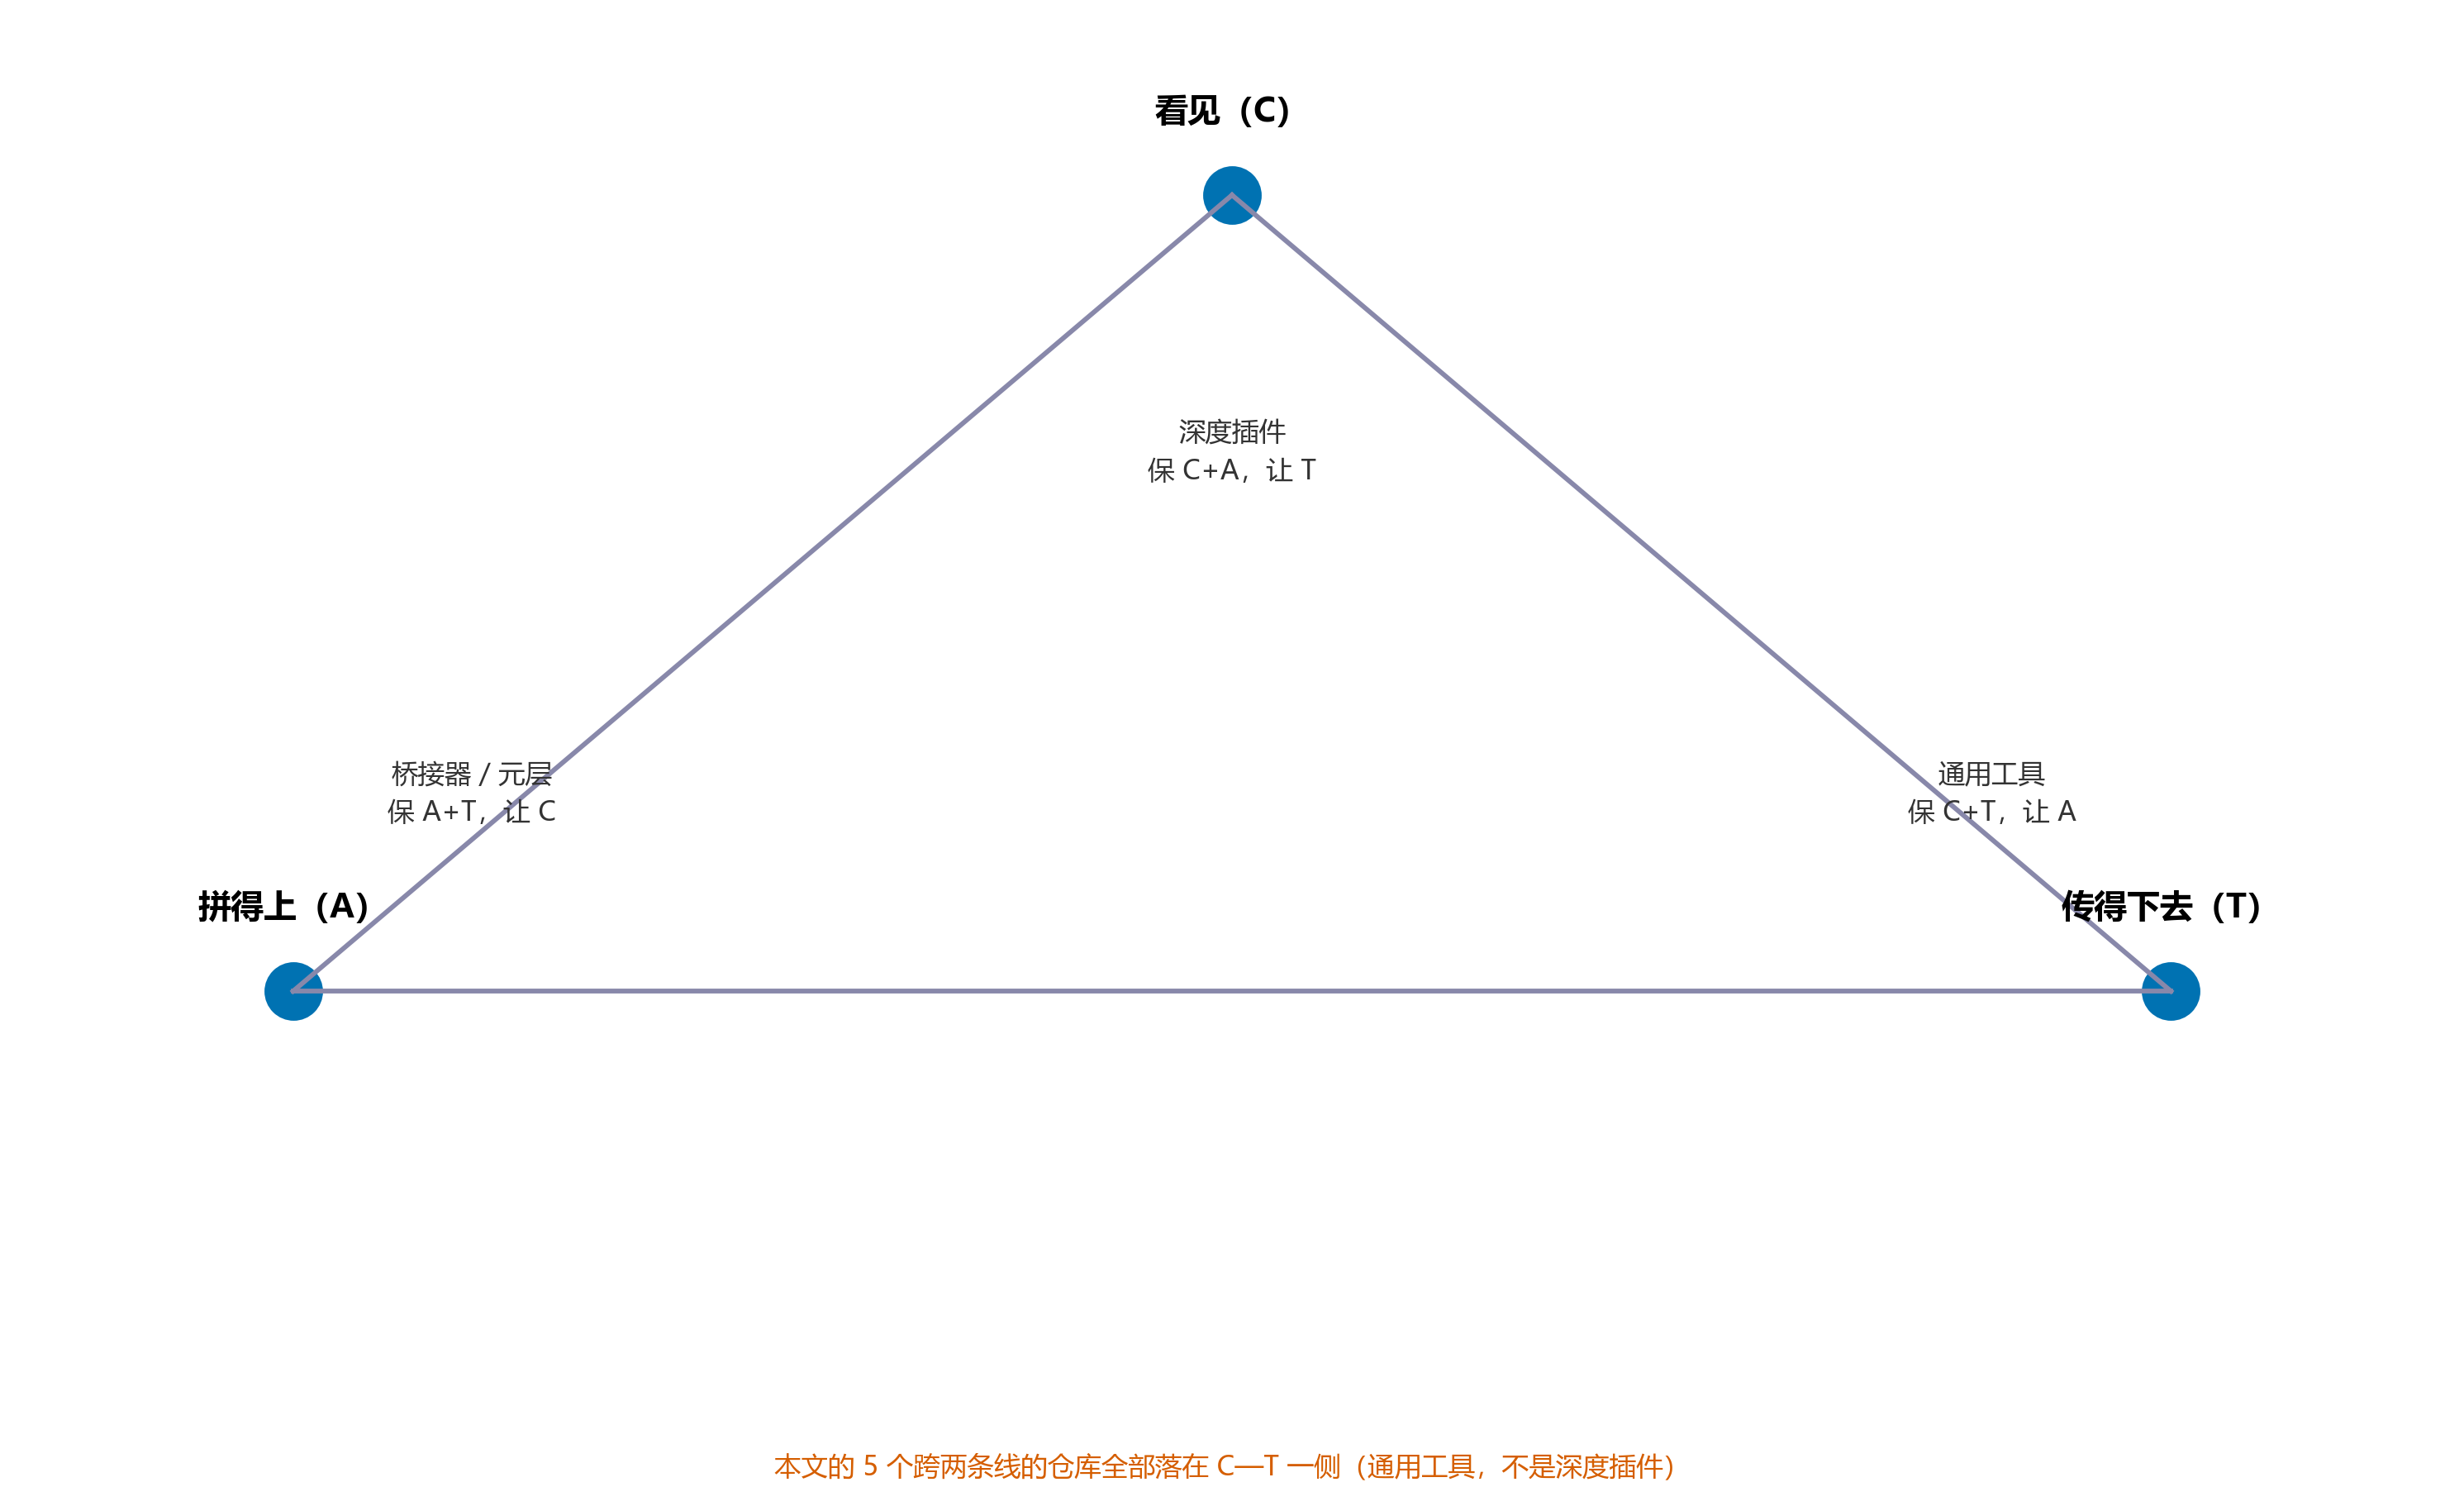 看见（C）
深度插件
保 C+A，让 T
桥接器 / 元层
保 A+T，让 C
通用工具
保 C+T，让 A
拼得上（A）
传得下去（T）
本文的 5 个跨两条线的仓库全部落在 C—T 一侧（通用工具，不是深度插件）